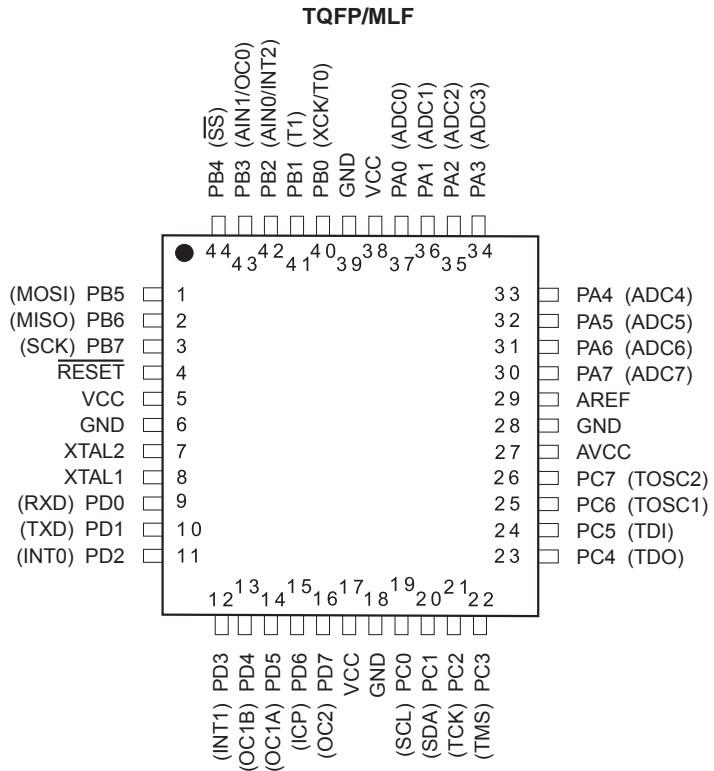 TQFP/MLF
PB4 (SS)
PB3 (AIN1/OC0)
PB2 (AIN0/INT2)
PB1 (T1)
PB0 (XCK/T0)
GND
VCC
PA0 (ADC0)
PA1 (ADC1)
PA2 (ADC2)
PA3 (ADC3)
44
43
42
41
40
39
38
37
36
35
34
(MOSI) PB5 1
(MISO) PB6 2
(SCK) PB7 3
RESET 4
VCC 5
GND 6
XTAL2 7
XTAL1 8
(RXD) PD0 9
(TXD) PD1 10
(INT0) PD2 11
33 PA4 (ADC4)
32 PA5 (ADC5)
31 PA6 (ADC6)
30 PA7 (ADC7)
29 AREF
28 GND
27 AVCC
26 PC7 (TOSC2)
25 PC6 (TOSC1)
24 PC5 (TDI)
23 PC4 (TDO)
12
13
14
15
16
17
18
19
20
21
22
(INT1) PD3
(OC1B) PD4
(OC1A) PD5
(ICP) PD6
(OC2) PD7
VCC
GND
(SCL) PC0
(SDA) PC1
(TCK) PC2
(TMS) PC3